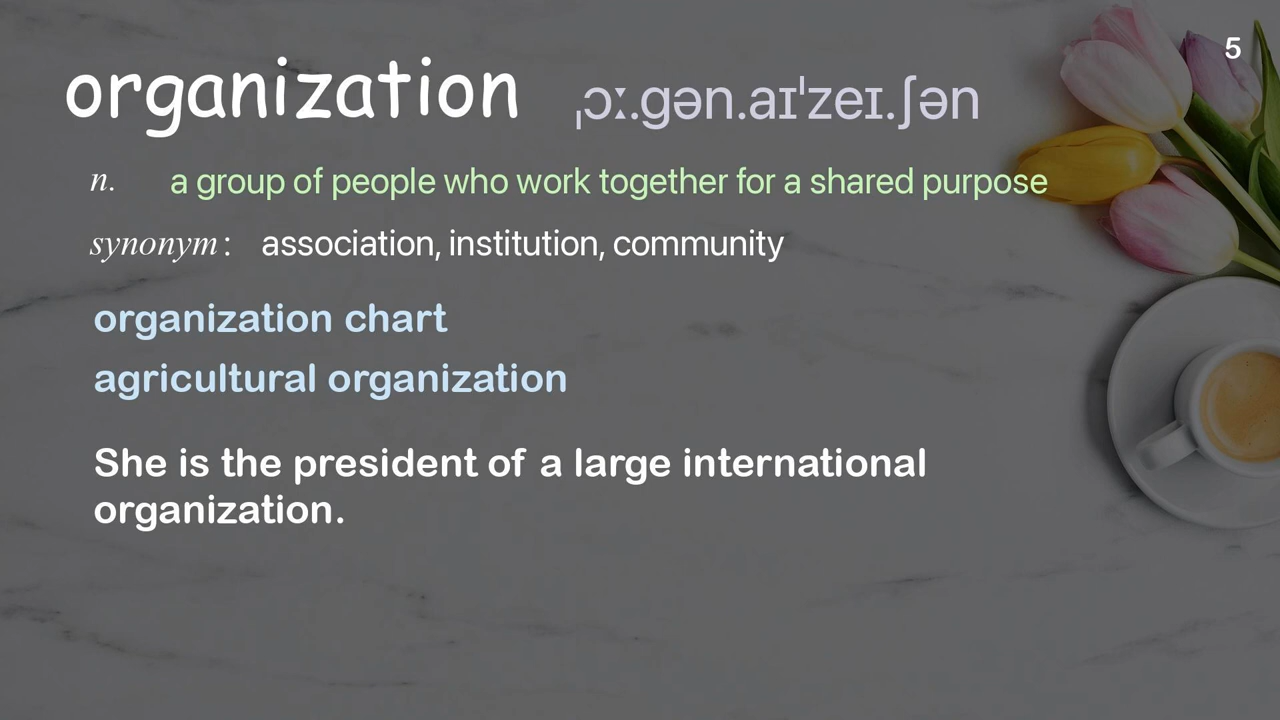 5
organization ˌɔː.ɡən.aɪˈzeɪ.ʃən
n. a group of people who work together for a shared purpose
synonym: association, institution, community
organization chart
agricultural organization
She is the president of a large international
organization.